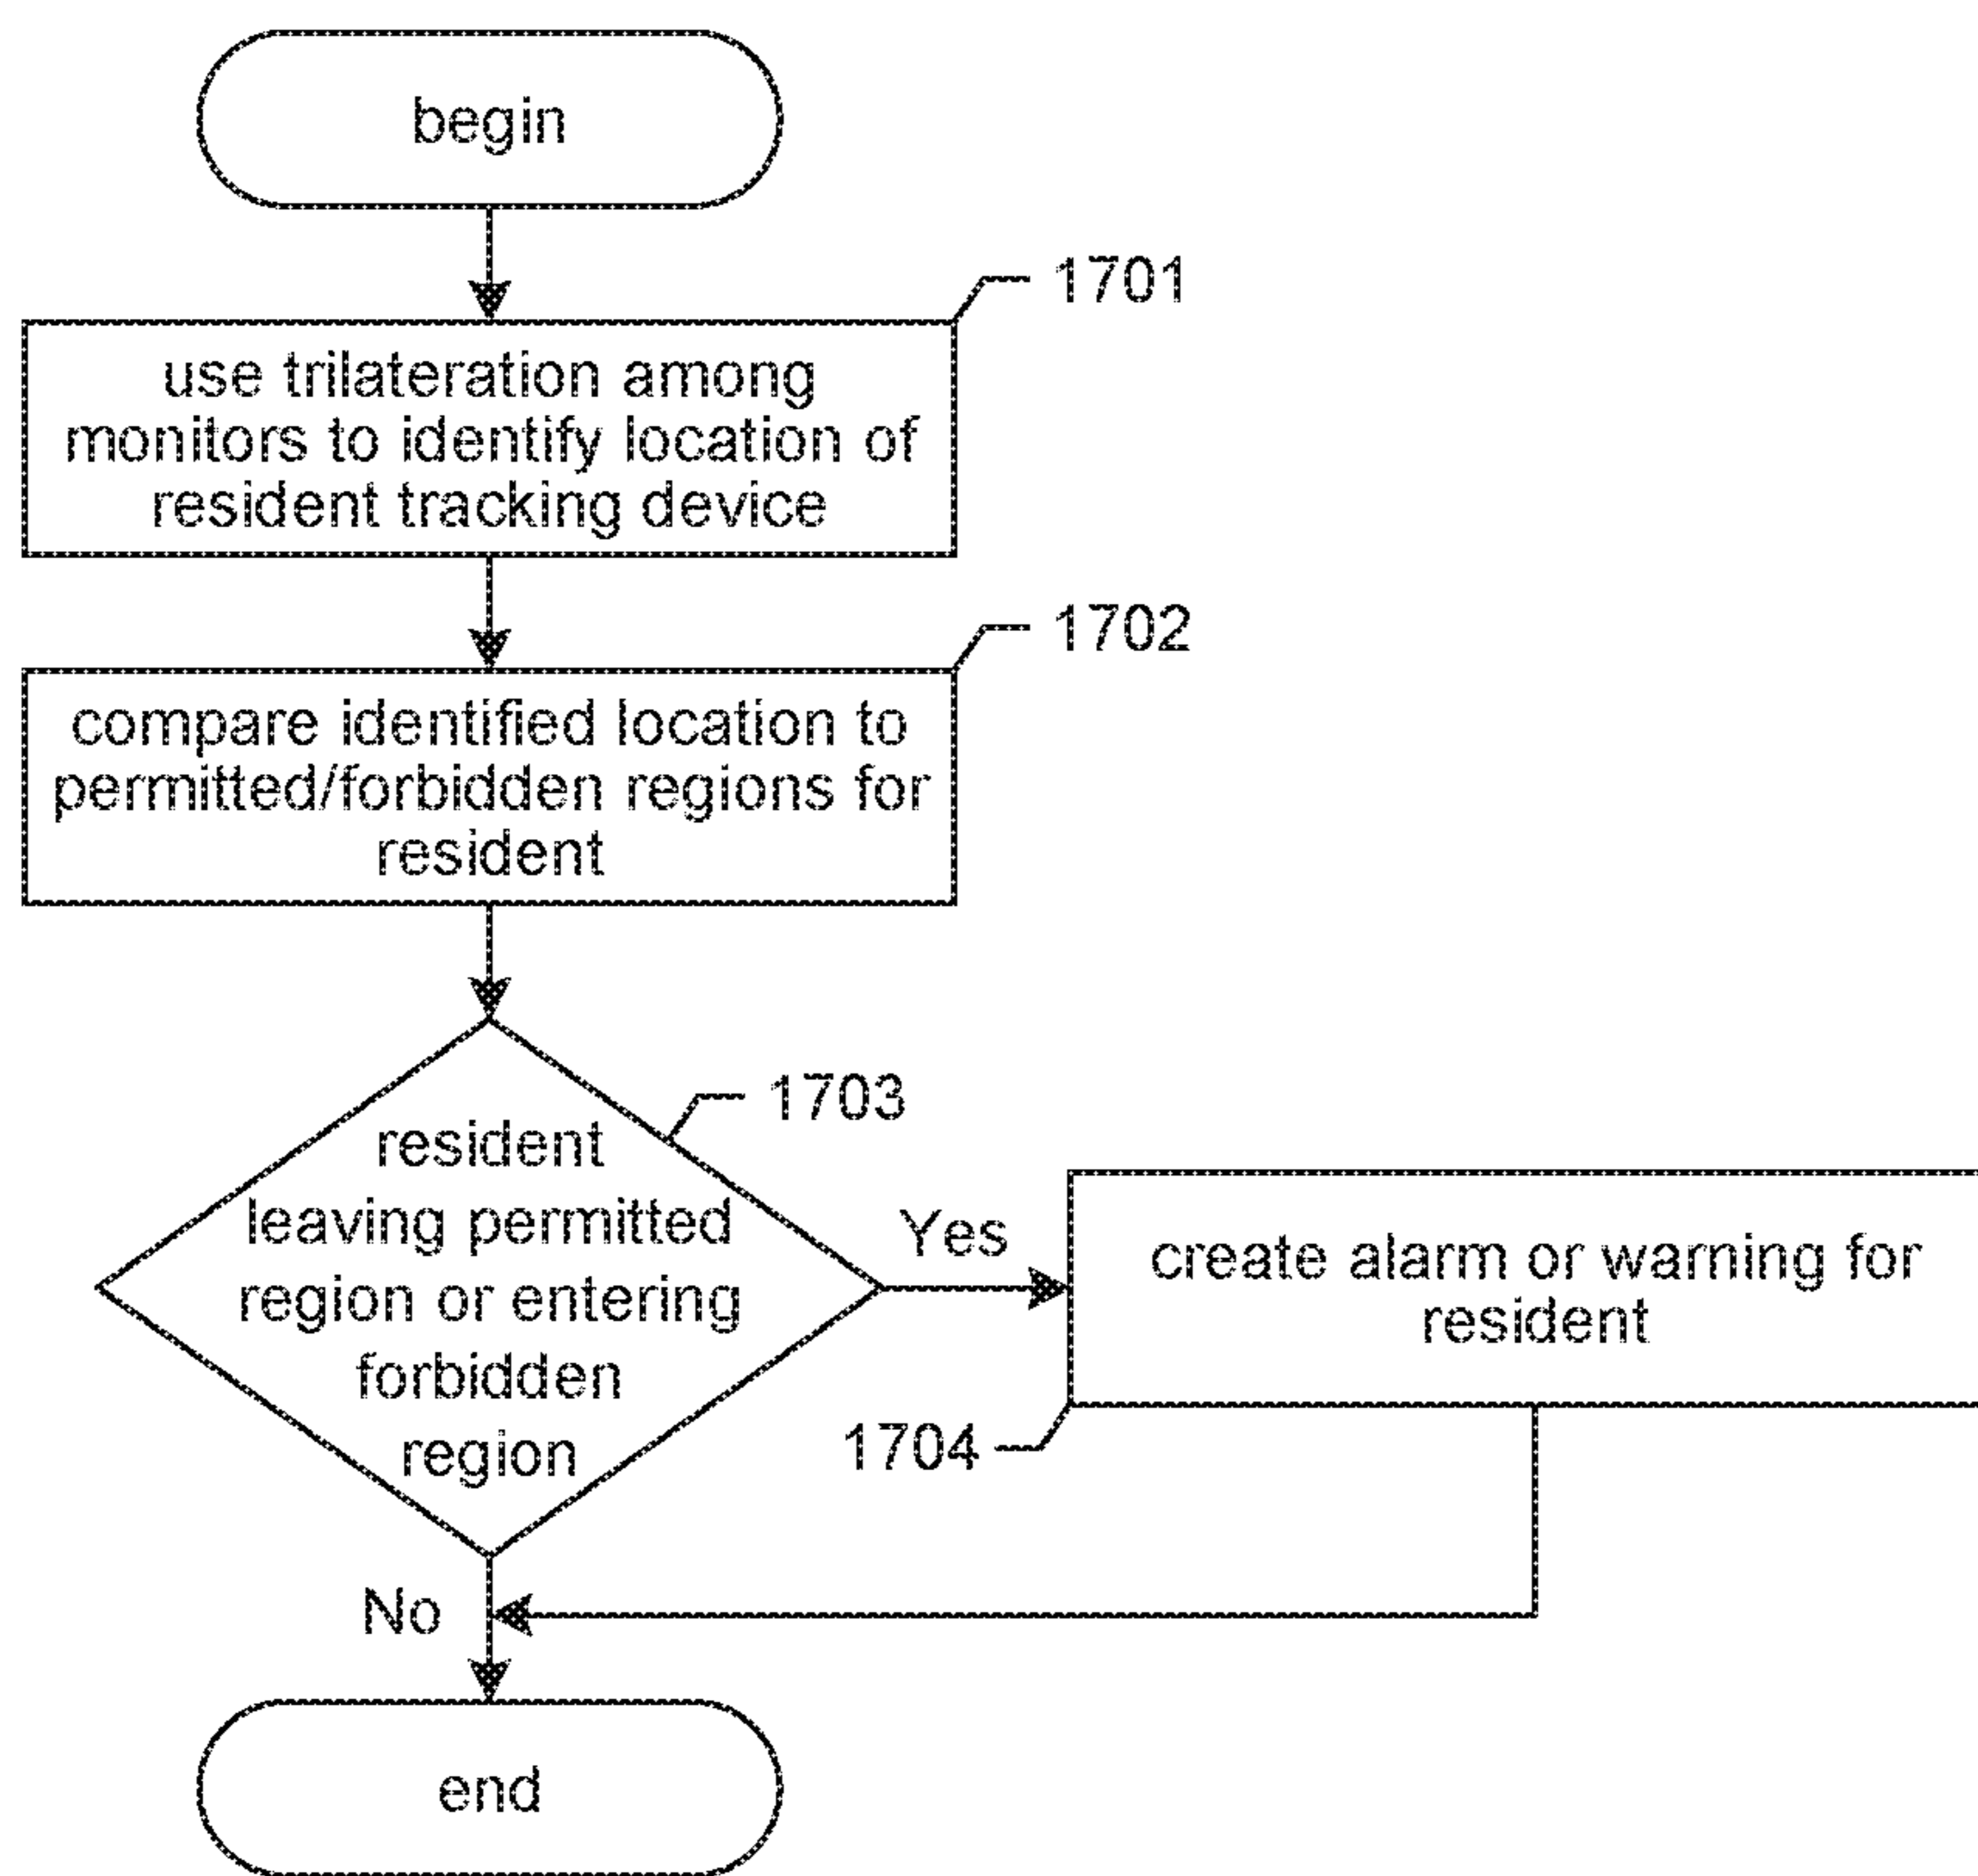 begin
1701
use trilateration among
monitors to identify location of
resident tracking device
1702
compare identified location to
permitted/forbidden regions for
resident
1703
resident
leaving permitted
region or entering
forbidden
region
Yes
create alarm or warning for
resident
1704
No
end